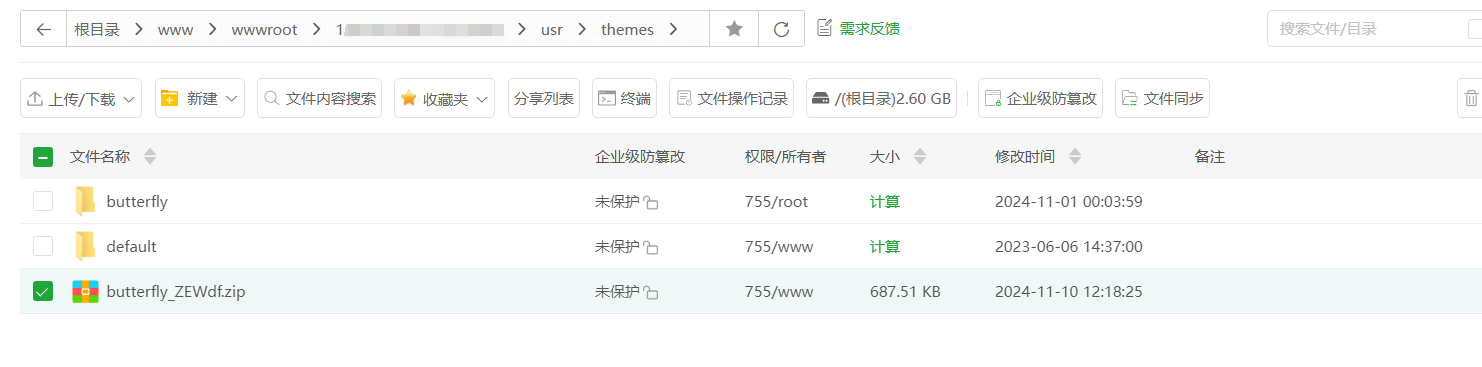 根目录 www wwwroot 1/ usr themes 需求反馈 搜索文件/目录
上传/下载 新建 文件内容搜索 收藏夹 分享列表 终端 文件操作记录 /(根目录)2.60 GB 企业级防篡改 文件同步
文件名称 企业级防篡改 权限/所有者 大小 修改时间 备注
butterfly 未保护 755/root 计算 2024-11-01 00:03:59
default 未保护 755/www 计算 2023-06-06 14:37:00
butterfly_ZEWdf.zip 未保护 755/www 687.51 KB 2024-11-10 12:18:25